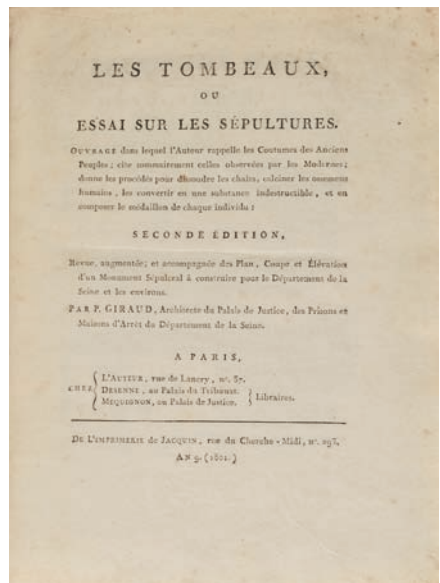 LES TOMBEAUX,
OU
ESSAI SUR LES SÉPULTURES.
OUVRAGE dans lequel l'Auteur rappelle les Coutumes des Anciens
Peuples; cite sommairement celles observées par les Modernes;
donne les procédés pour dissoudre les chairs, calciner les ossemens
humains, les convertir en une substance indestructible, et en
composer le médaillon de chaque individu:
SECONDE ÉDITION,
Revue, augmentée; et accompagnée des Plan, Coupe et Élévation
d'un Monument Sépulcral à construire pour le Département de la
Seine et les environs.
PAR P. GIRAUD, Architecte du Palais de Justice, des Prisons et
Maisons d'Arrêt du Département de la Seine.
A PARIS,
CHEZ
L'AUTEUR, rue de Lancry, n°. 37.
DESENNE, au Palais du Tribunat.
MEQUIGNON, au Palais de Justice.
Libraires.
DE L'IMPRIMERIE de JACQUIN, rue du Cherche-Midi, n°. 295.
AN 9. (1801.)